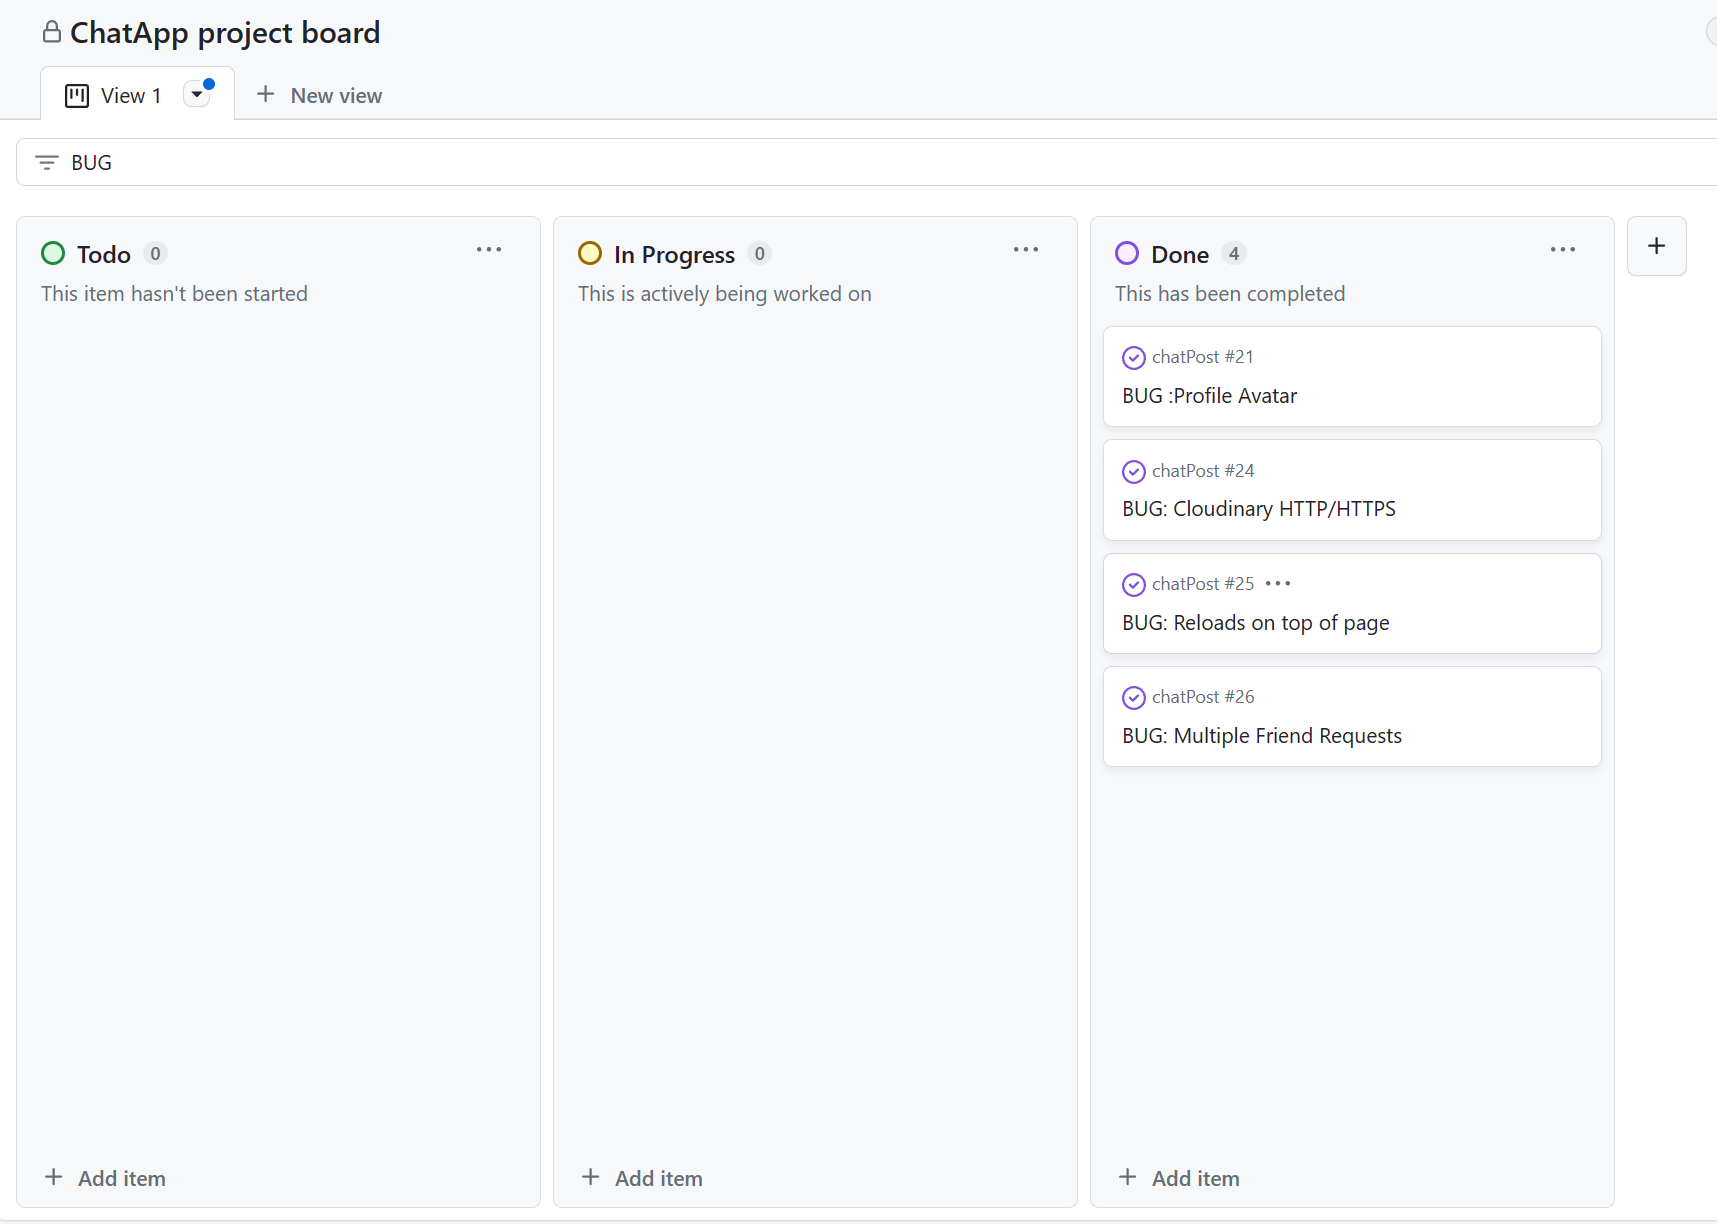 ChatApp project board
View 1
New view
BUG
Todo 0
This item hasn't been started
Add item
In Progress 0
This is actively being worked on
Add item
Done 4
This has been completed
chatPost #21
BUG :Profile Avatar
chatPost #24
BUG: Cloudinary HTTP/HTTPS
chatPost #25
BUG: Reloads on top of page
chatPost #26
BUG: Multiple Friend Requests
Add item